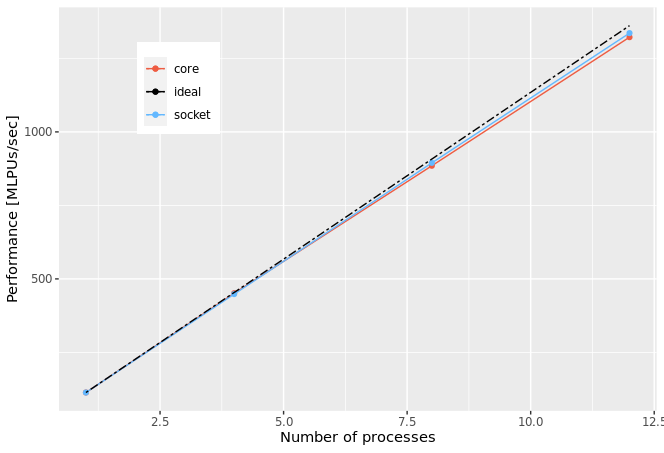 core
ideal
socket
1000
500
Performance [MLPUs/sec]
2.5 5.0 7.5 10.0 12.5
Number of processes